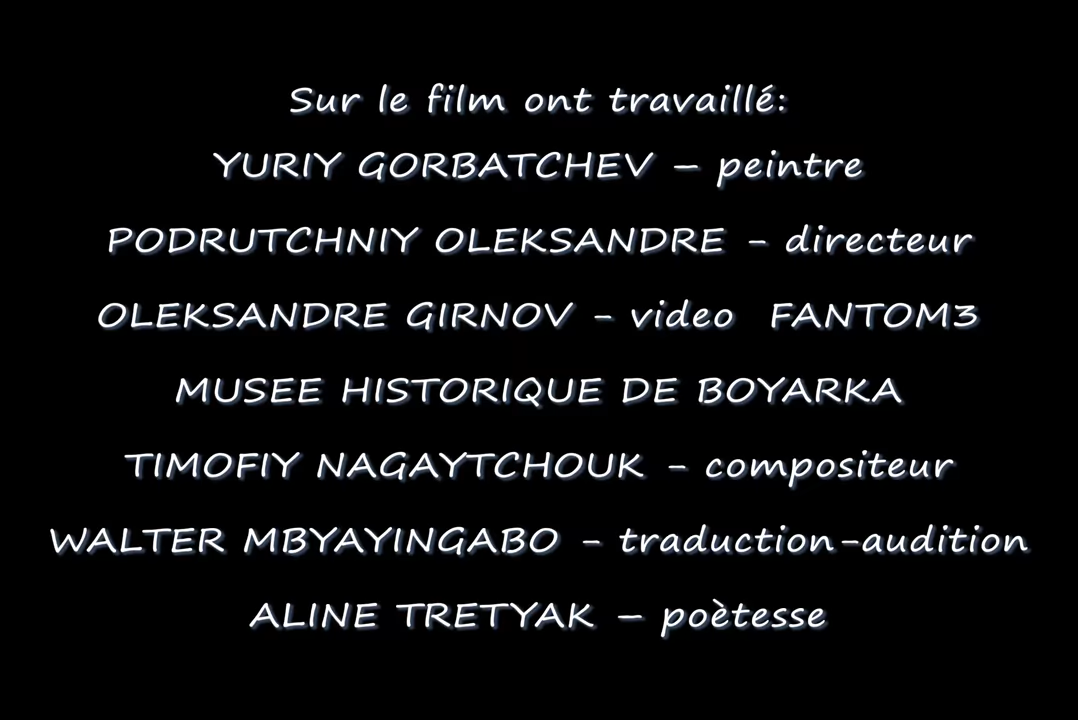 Sur le film ont travaillé:
YURIY GORBATCHEV – peintre
PODRUTCHNIY OLEKSANDRE - directeur
OLEKSANDRE GIRNOV - video FANTOM3
MUSEE HISTORIQUE DE BOYARKA
TIMOFIY NAGAYTCHOUK - compositeur
WALTER MBYAYINGABO - traduction-audition
ALINE TRETYAK – poètesse